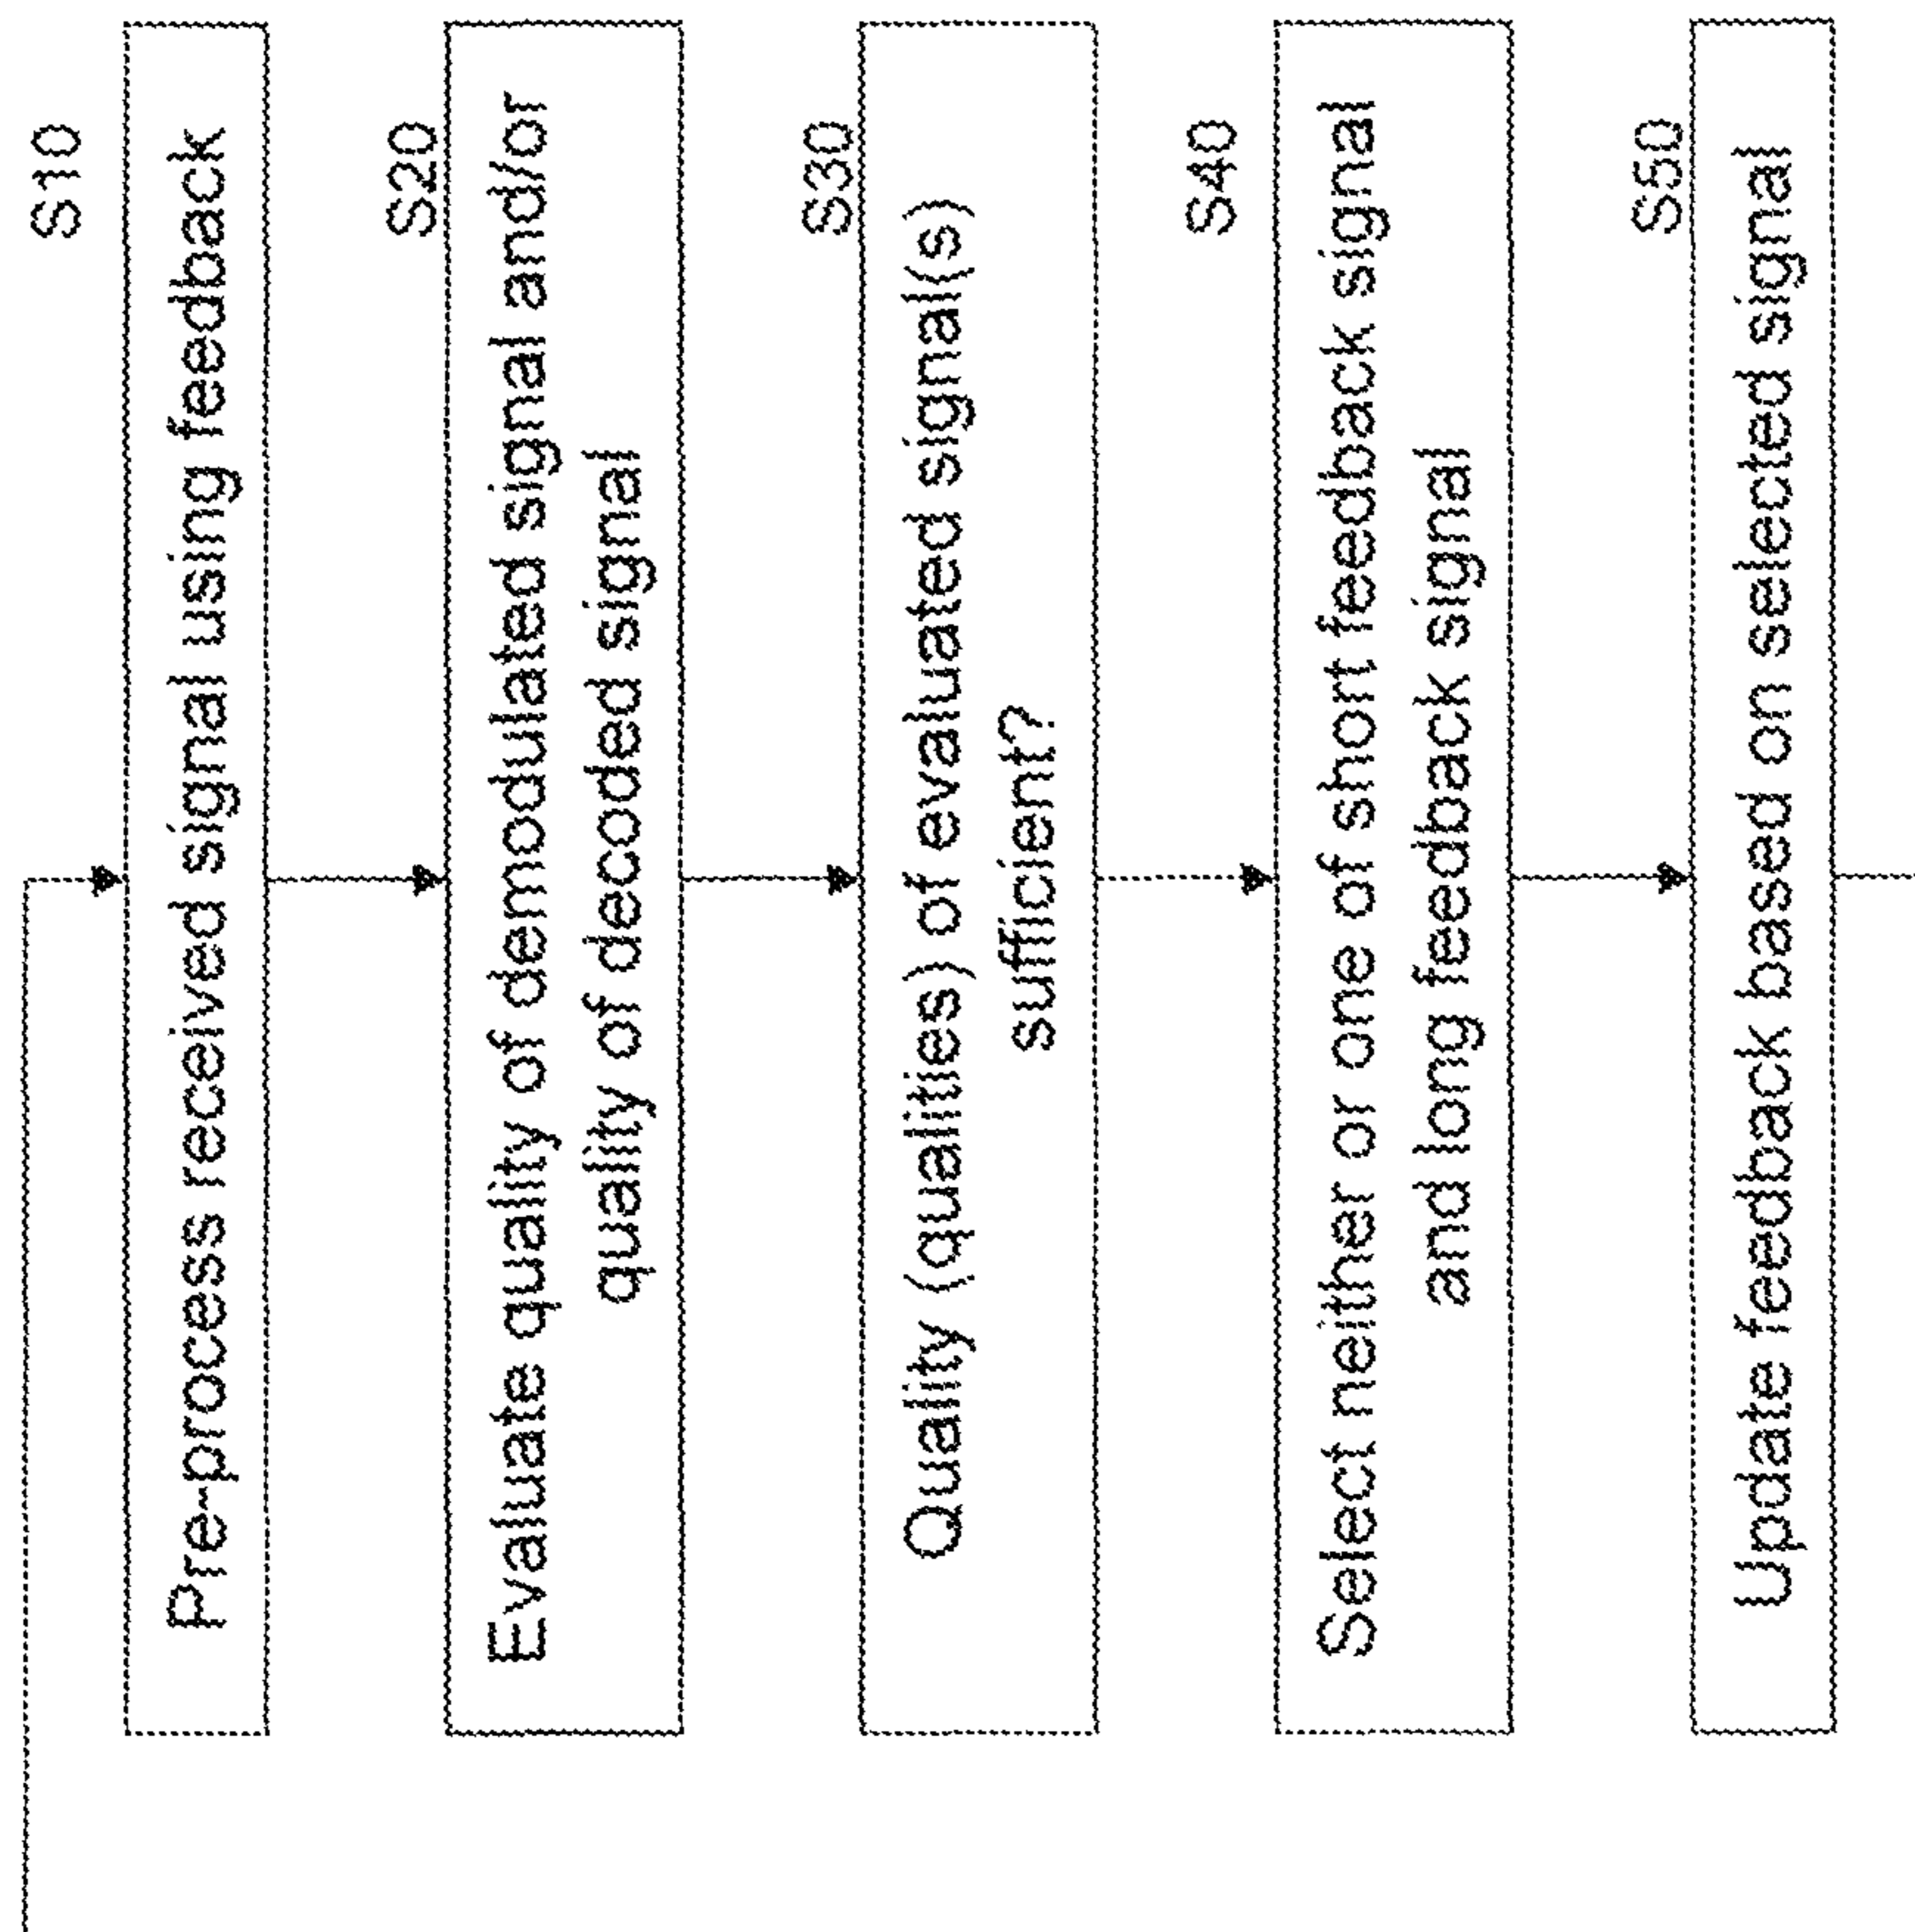 S10
Pre-process received signal using feedback
S20
Evaluate quality of demodulated signal and/or
quality of decoded signal
S30
Quality (qualities) of evaluated signal(s)
sufficient?
S40
Select neither or one of short feedback signal
and long feedback signal
S50
Update feedback based on selected signal